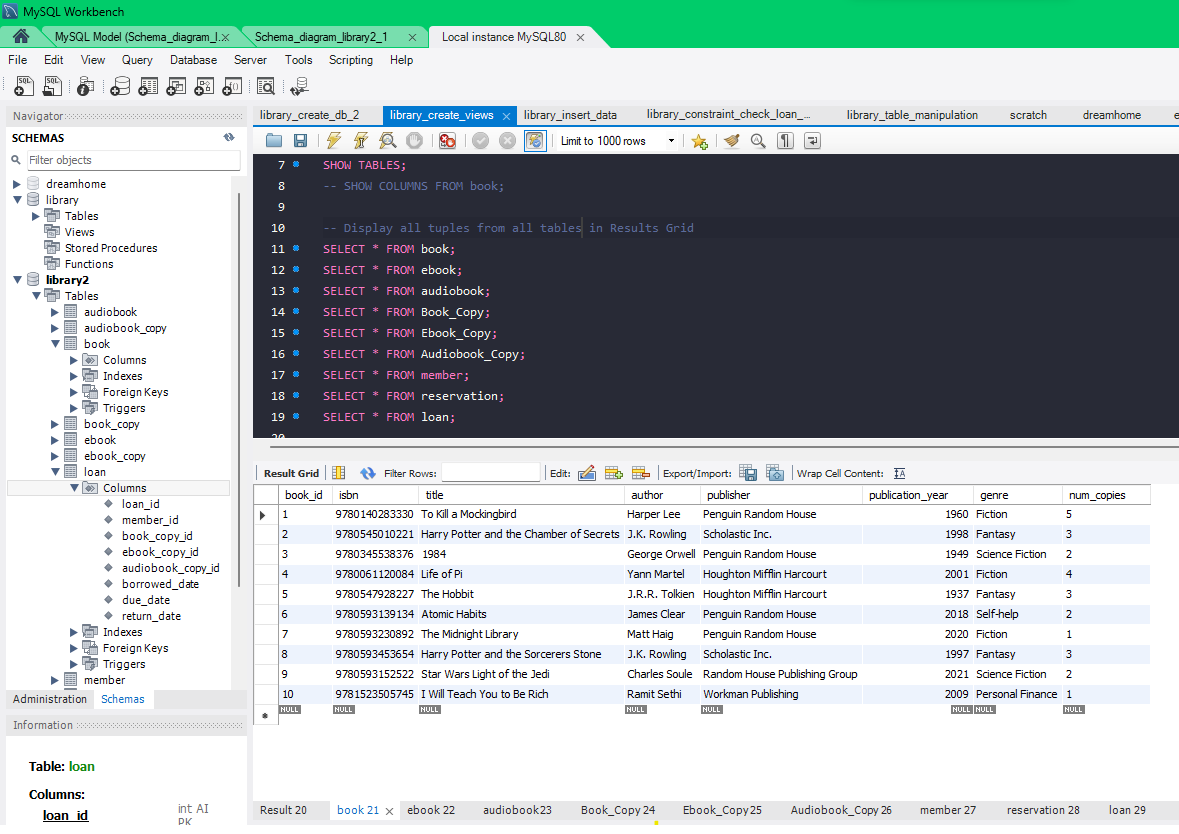 MySQL Workbench
MySQL Model (Schema_diagram_l.× Schema_diagram_library2_1 × Local instance MySQL80 ×
File Edit View Query Database Server Tools Scripting Help
Navigator
SCHEMAS
Filter objects
dreamhome
library
Tables
Views
Stored Procedures
Functions
library2
Tables
audiobook
audiobook_copy
book
Columns
Indexes
Foreign Keys
Triggers
book_copy
ebook
ebook_copy
loan
Columns
loan_id
member_id
book_copy_id
ebook_copy_id
audiobook_copy_id
borrowed_date
due_date
return_date
Indexes
Foreign Keys
Triggers
member
Administration Schemas
Information
Table: loan
Columns:
loan_id int AI
PK
library_create_db_2 library_create_views × library_insert_data library_constraint_check_loan_... library_table_manipulation scratch dreamhome
Limit to 1000 rows
7 SHOW TABLES;
8 -- SHOW COLUMNS FROM book;
9
10 -- Display all tuples from all tables in Results Grid
11 SELECT * FROM book;
12 SELECT * FROM ebook;
13 SELECT * FROM audiobook;
14 SELECT * FROM Book_Copy;
15 SELECT * FROM Ebook_Copy;
16 SELECT * FROM Audiobook_Copy;
17 SELECT * FROM member;
18 SELECT * FROM reservation;
19 SELECT * FROM loan;
20
Result Grid Filter Rows: Edit: Export/Import: Wrap Cell Content: IA
book_id isbn title author publisher publication_year genre num_copies
1 9780140283330 To Kill a Mockingbird Harper Lee Penguin Random House 1960 Fiction 5
2 9780545010221 Harry Potter and the Chamber of Secrets J.K. Rowling Scholastic Inc. 1998 Fantasy 3
3 9780345538376 1984 George Orwell Penguin Random House 1949 Science Fiction 2
4 9780061120084 Life of Pi Yann Martel Houghton Mifflin Harcourt 2001 Fiction 4
5 9780547928227 The Hobbit J.R.R. Tolkien Houghton Mifflin Harcourt 1937 Fantasy 3
6 9780593139134 Atomic Habits James Clear Penguin Random House 2018 Self-help 2
7 9780593230892 The Midnight Library Matt Haig Penguin Random House 2020 Fiction 1
8 9780593453654 Harry Potter and the Sorcerers Stone J.K. Rowling Scholastic Inc. 1997 Fantasy 3
9 9780593152522 Star Wars Light of the Jedi Charles Soule Random House Publishing Group 2021 Science Fiction 2
10 9781523505745 I Will Teach You to Be Rich Ramit Sethi Workman Publishing 2009 Personal Finance 1
NULL NULL NULL NULL NULL NULL NULL NULL
Result 20 book 21 × ebook 22 audiobook23 Book_Copy 24 Ebook_Copy25 Audiobook_Copy 26 member 27 reservation 28 loan 29